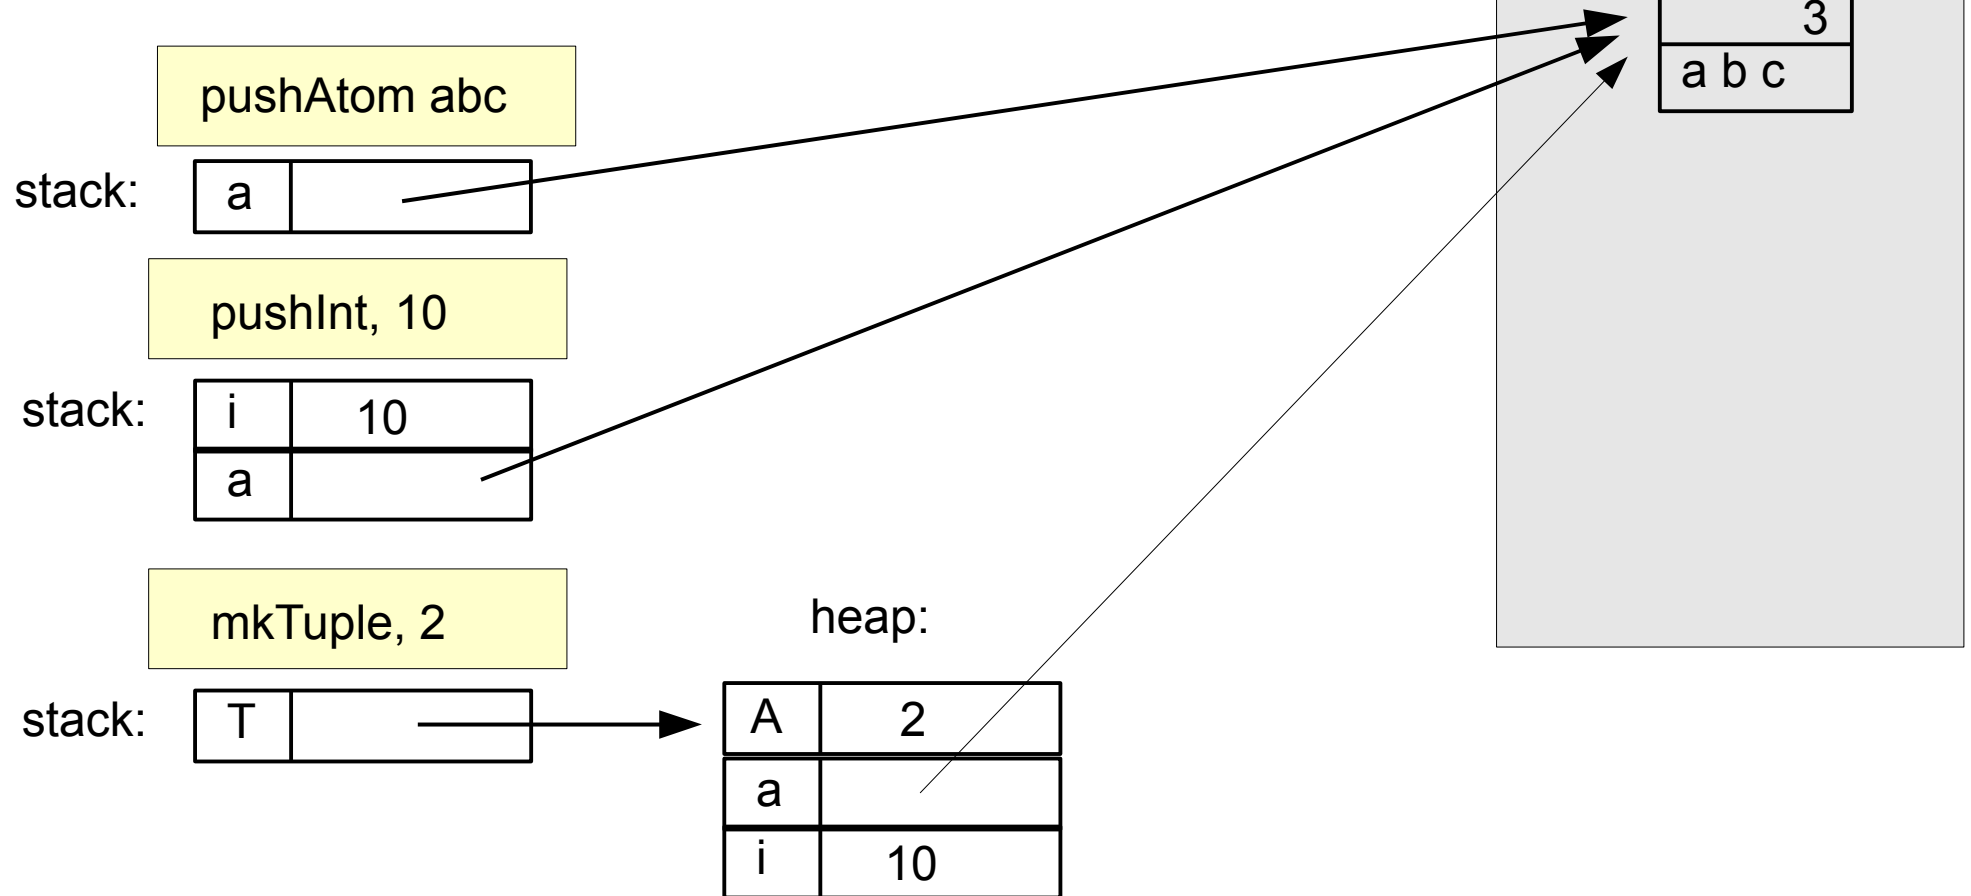 3
a b c
pushAtom abc
stack: a
pushInt, 10
stack: i 10
a
mkTuple, 2
heap:
stack: T
A 2
a
i 10